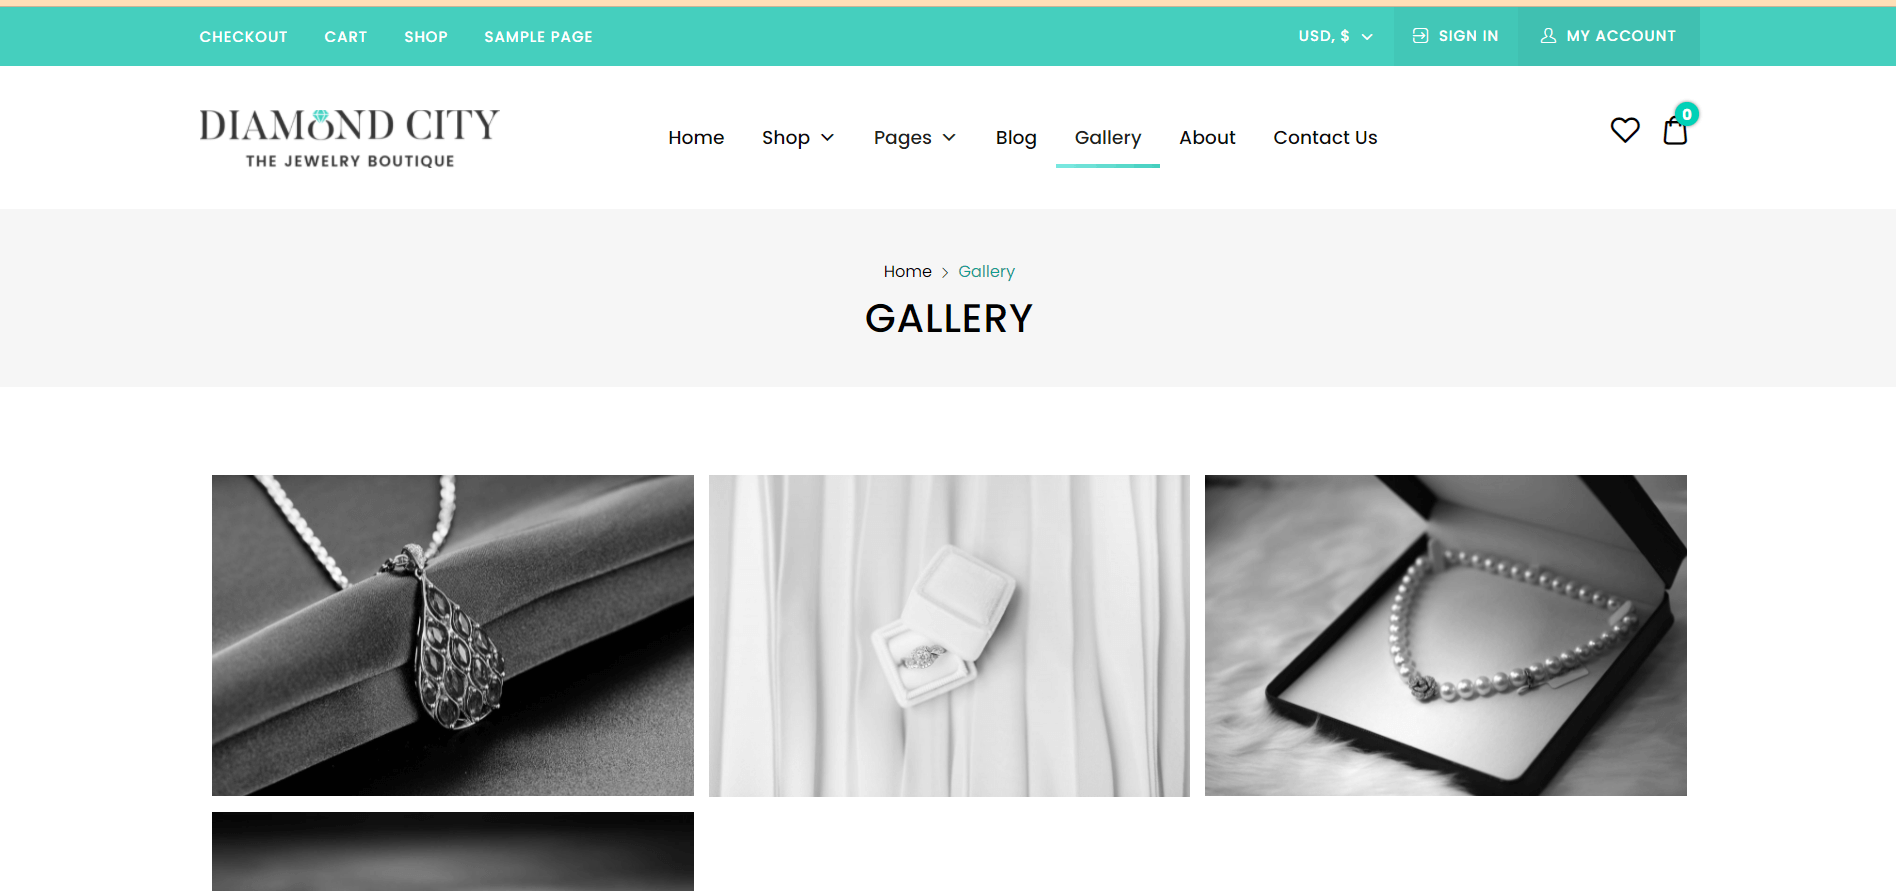 CHECKOUT CART SHOP SAMPLE PAGE USD, $ SIGN IN MY ACCOUNT
DIAMOND CITY
THE JEWELRY BOUTIQUE
Home Shop Pages Blog Gallery About Contact Us
0
Home > Gallery
GALLERY